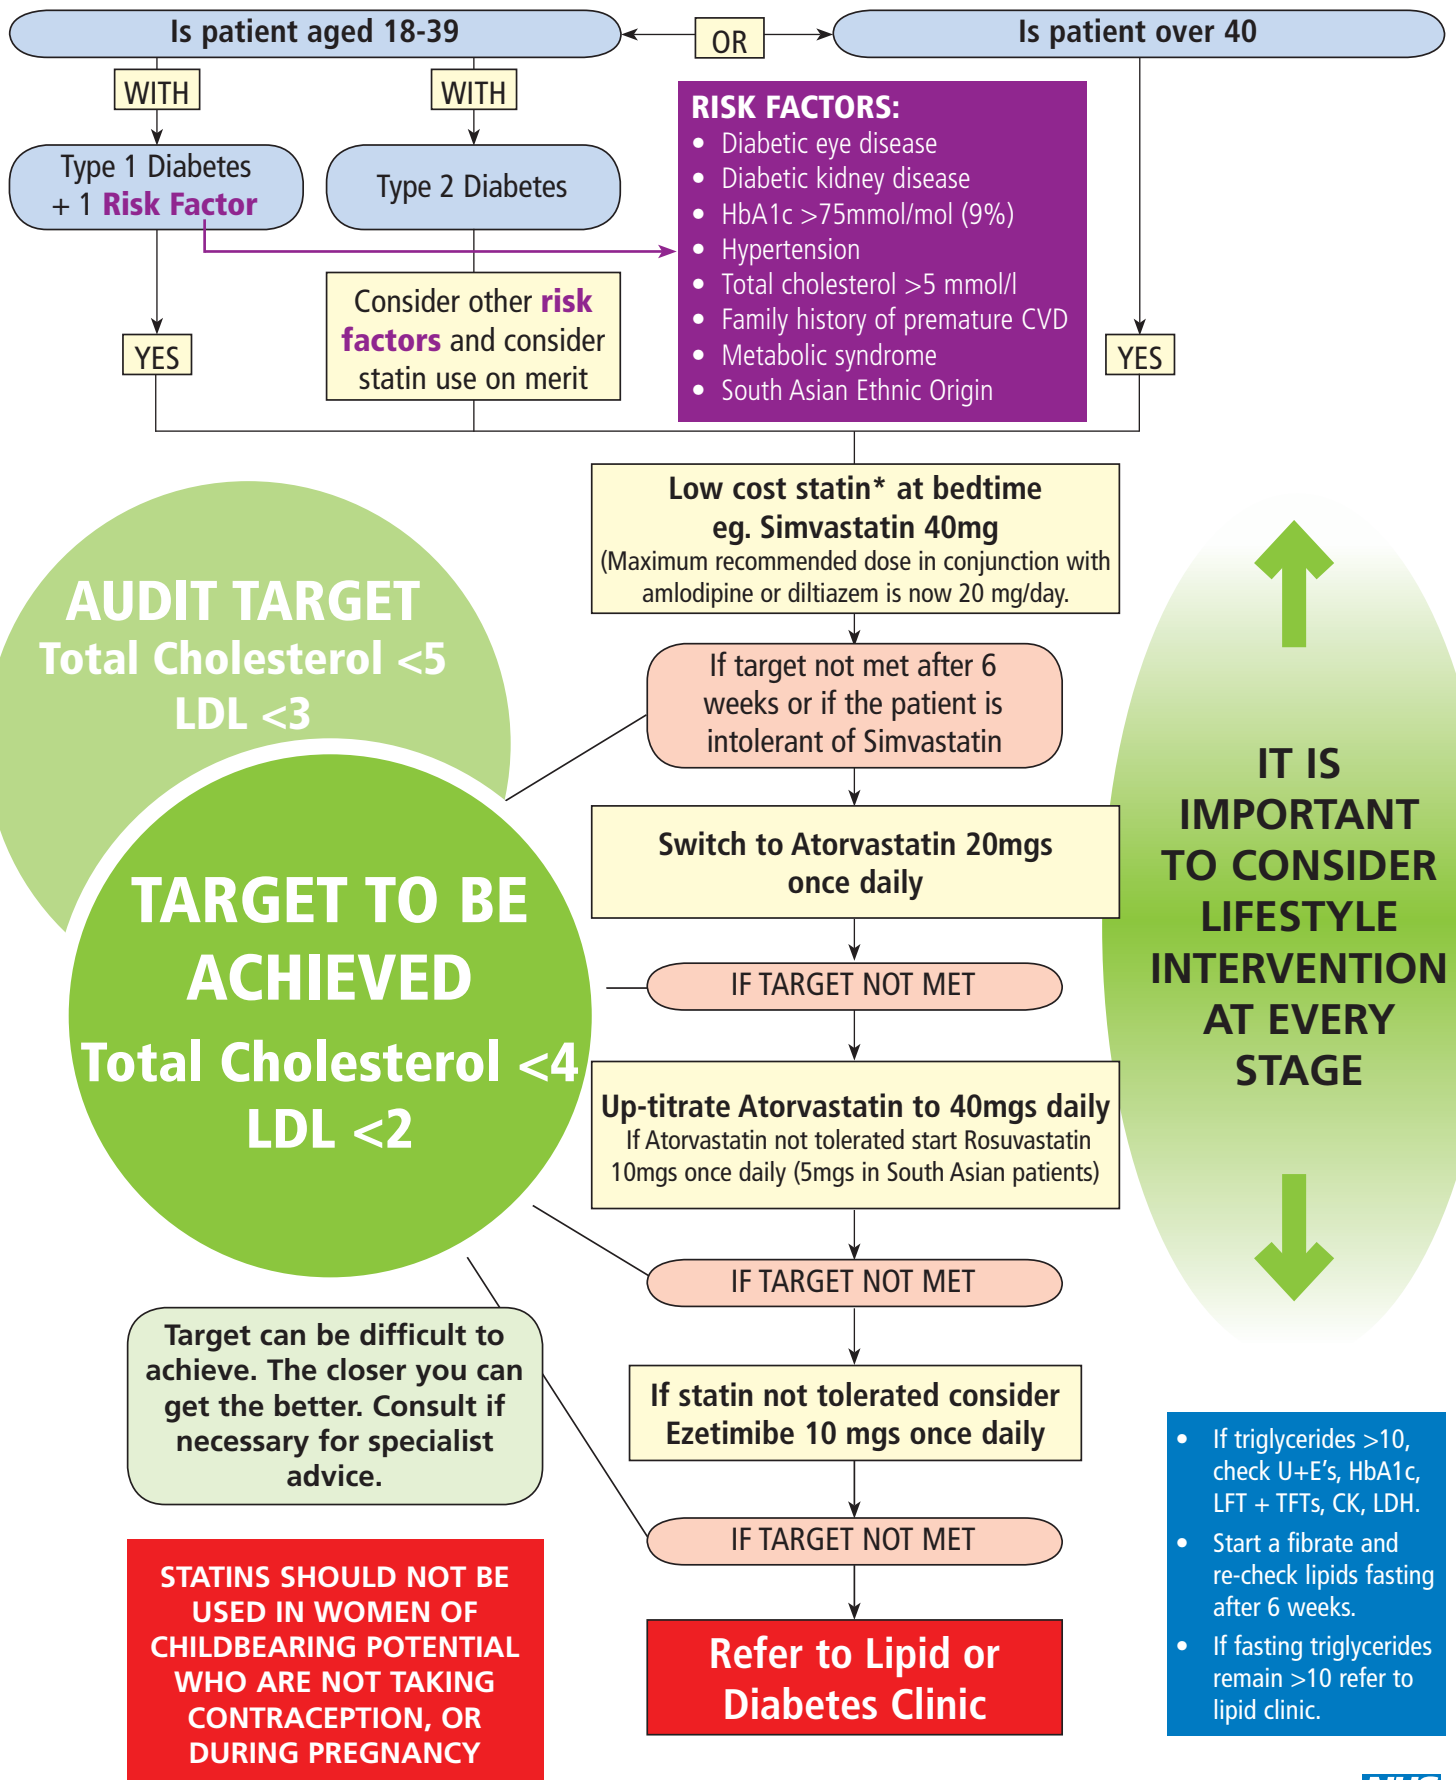 Is patient aged 18-39
OR
Is patient over 40
WITH
WITH
Type 1 Diabetes
+ 1 Risk Factor
Type 2 Diabetes
RISK FACTORS:
• Diabetic eye disease
• Diabetic kidney disease
• HbA1c >75mmol/mol (9%)
• Hypertension
• Total cholesterol >5 mmol/l
• Family history of premature CVD
• Metabolic syndrome
• South Asian Ethnic Origin
YES
Consider other risk
factors and consider
statin use on merit
YES
Low cost statin* at bedtime
eg. Simvastatin 40mg
(Maximum recommended dose in conjunction with
amlodipine or diltiazem is now 20 mg/day.
AUDIT TARGET
Total Cholesterol <5
LDL <3
If target not met after 6
weeks or if the patient is
intolerant of Simvastatin
Switch to Atorvastatin 20mgs
once daily
TARGET TO BE
ACHIEVED
Total Cholesterol <4
LDL <2
IF TARGET NOT MET
Up-titrate Atorvastatin to 40mgs daily
If Atorvastatin not tolerated start Rosuvastatin
10mgs once daily (5mgs in South Asian patients)
IT IS
IMPORTANT
TO CONSIDER
LIFESTYLE
INTERVENTION
AT EVERY
STAGE
IF TARGET NOT MET
Target can be difficult to
achieve. The closer you can
get the better. Consult if
necessary for specialist
advice.
If statin not tolerated consider
Ezetimibe 10 mgs once daily
IF TARGET NOT MET
Refer to Lipid or
Diabetes Clinic
STATINS SHOULD NOT BE
USED IN WOMEN OF
CHILDBEARING POTENTIAL
WHO ARE NOT TAKING
CONTRACEPTION, OR
DURING PREGNANCY
• If triglycerides >10,
check U+E's, HbA1c,
LFT + TFTs, CK, LDH.
• Start a fibrate and
re-check lipids fasting
after 6 weeks.
• If fasting triglycerides
remain >10 refer to
lipid clinic.